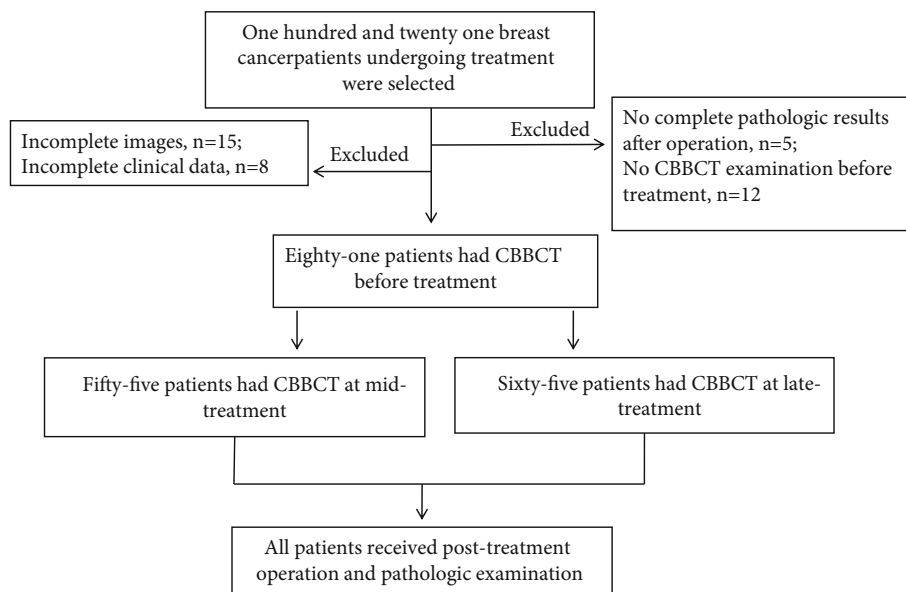 One hundred and twenty one breast
cancerpatients undergoing treatment
were selected
Incomplete images, n=15;
Incomplete clinical data, n=8
Excluded
Excluded
No complete pathologic results
after operation, n=5;
No CBBCT examination before
treatment, n=12
Eighty-one patients had CBBCT
before treatment
Fifty-five patients had CBBCT at mid-
treatment
Sixty-five patients had CBBCT at late-
treatment
All patients received post-treatment
operation and pathologic examination